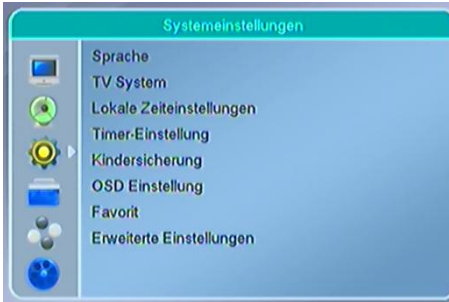 Systemeinstellungen
Sprache
TV System
Lokale Zeiteinstellungen
Timer-Einstellung
Kindersicherung
OSD Einstellung
Favorit
Erweiterte Einstellungen